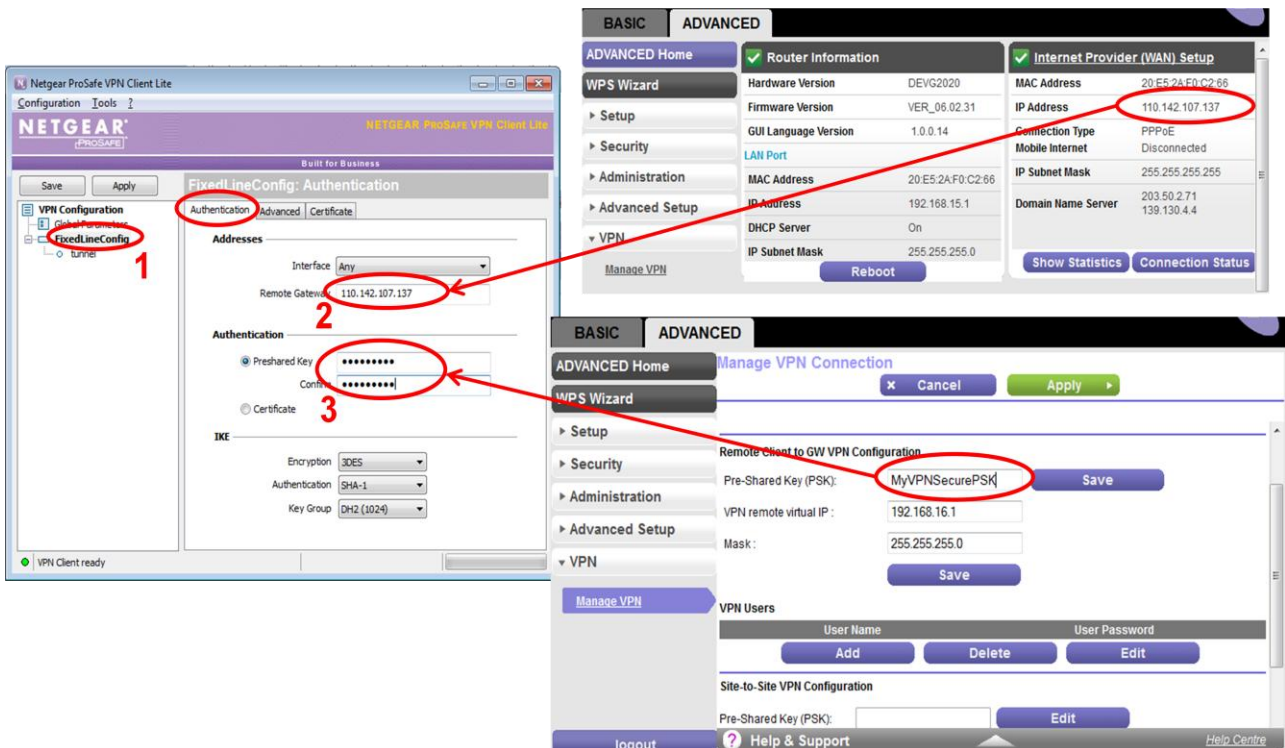 Netgear ProSafe VPN Client Lite
Configuration Tools ?
NETGEAR PROSAFE
NETGEAR PROSAFE VPN Client Lite
Built for Business
Save Apply
FixedLineConfig: Authentication
VPN Configuration
Global Parameters
FixedLineConfig
tunnel
1
Authentication Advanced Certificate
Addresses
Interface Any
Remote Gateway 110.142.107.137
2
Authentication
Preshared Key •••••••••
Confirm •••••••••
3
Certificate
IKE
Encryption 3DES
Authentication SHA-1
Key Group DH2 (1024)
VPN Client ready
BASIC ADVANCED
ADVANCED Home
WPS Wizard
Setup
Security
Administration
Advanced Setup
VPN
Manage VPN
Router Information
Hardware Version DEVG2020
Firmware Version VER_06.02.31
GUI Language Version 1.0.0.14
LAN Port
MAC Address 20:E5:2A:F0:C2:66
IP Address 192.168.15.1
DHCP Server On
IP Subnet Mask 255.255.255.0
Reboot
Internet Provider (WAN) Setup
MAC Address 20:E5:2A:F0:C2:66
IP Address 110.142.107.137
Connection Type PPPoE
Mobile Internet Disconnected
IP Subnet Mask 255.255.255.255
Domain Name Server 203.50.2.71
139.130.4.4
Show Statistics Connection Status
BASIC ADVANCED
ADVANCED Home
WPS Wizard
Setup
Security
Administration
Advanced Setup
VPN
Manage VPN
logout
Manage VPN Connection
Cancel Apply
Remote Client to GW VPN Configuration
Pre-Shared Key (PSK): MyVPNSecurePSK Save
VPN remote virtual IP : 192.168.16.1
Mask : 255.255.255.0
Save
VPN Users
User Name User Password
Add Delete Edit
Site-to-Site VPN Configuration
Pre-Shared Key (PSK): Edit
? Help & Support Help Centre